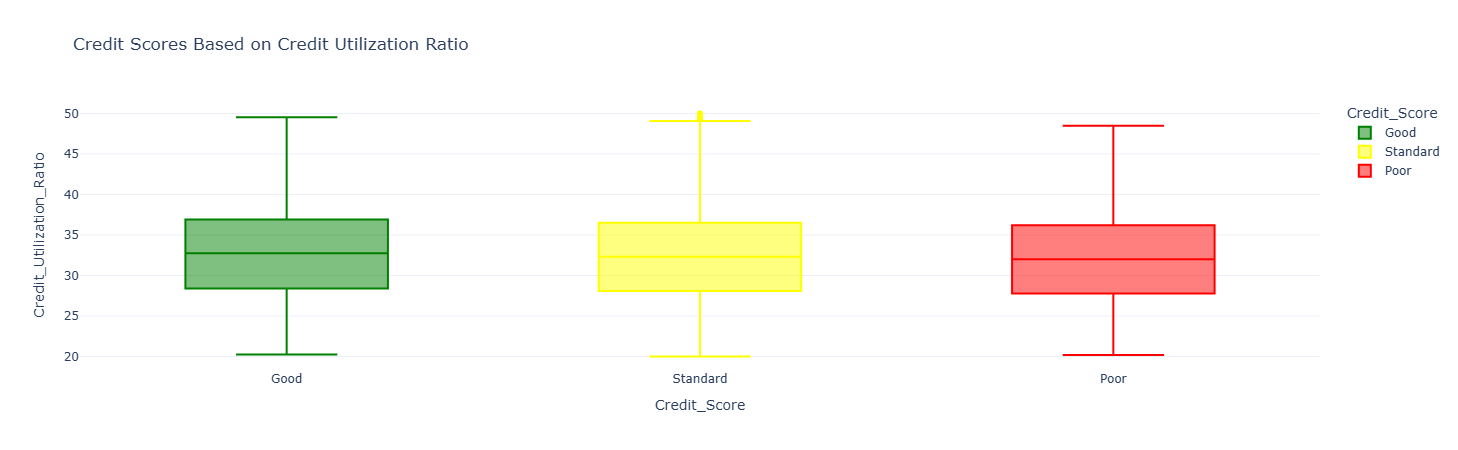 Credit Scores Based on Credit Utilization Ratio
Credit_Utilization_Ratio
50
45
40
35
30
25
20
Good
Standard
Poor
Credit_Score
Credit_Score
Good
Standard
Poor